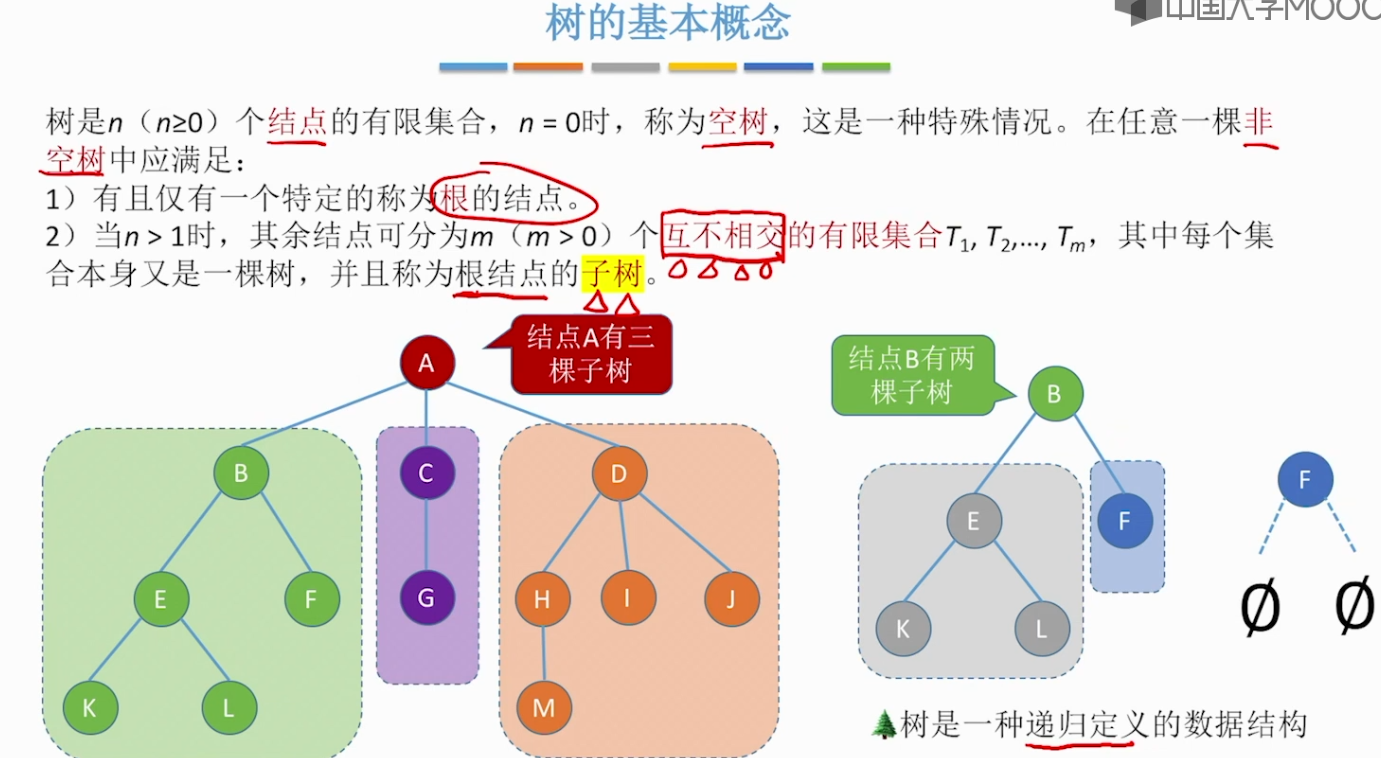 树的基本概念
中国大学MOOC
树是n（n≥0）个结点的有限集合，n = 0时，称为空树，这是一种特殊情况。在任意一棵非
空树中应满足：
1）有且仅有一个特定的称为根的结点。
2）当n > 1时，其余结点可分为m（m > 0）个互不相交的有限集合T1, T2,…, Tm，其中每个集
合本身又是一棵树，并且称为根结点的子树。
结点A有三
棵子树
A
B
C
D
E
F
G
H
I
J
K
L
M
结点B有两
棵子树
B
E
F
K
L
F
Ø Ø
树是一种递归定义的数据结构